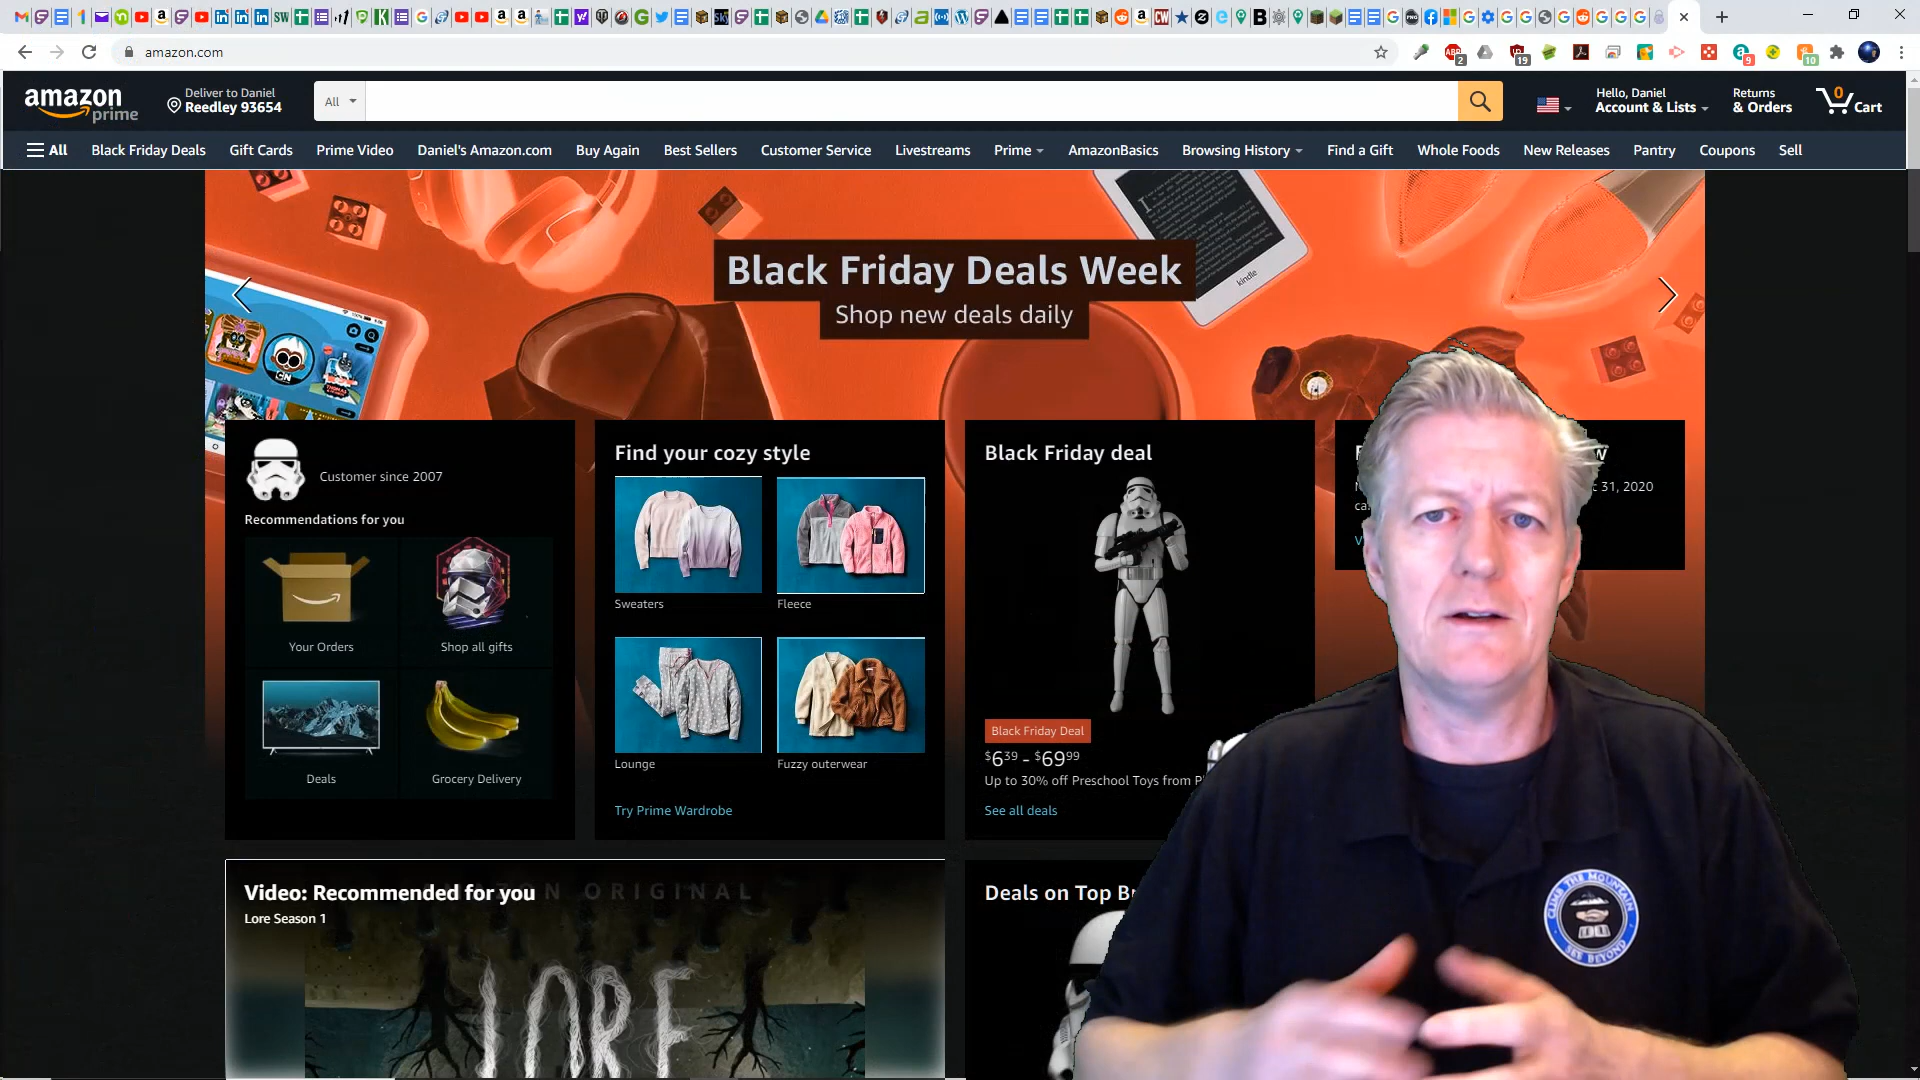 amazon.com
amazon prime
Deliver to Daniel
Reedley 93654
All
Hello, Daniel
Account & Lists
Returns
& Orders
0
Cart
All
Black Friday Deals
Gift Cards
Prime Video
Daniel's Amazon.com
Buy Again
Best Sellers
Customer Service
Livestreams
Prime
AmazonBasics
Browsing History
Find a Gift
Whole Foods
New Releases
Pantry
Coupons
Sell
Black Friday Deals Week
Shop new deals daily
kindle
Customer since 2007
Recommendations for you
Your Orders
Shop all gifts
Deals
Grocery Delivery
Find your cozy style
Sweaters
Fleece
Lounge
Fuzzy outerwear
Try Prime Wardrobe
Black Friday deal
Black Friday Deal
$6.39 - $69.99
Up to 30% off Preschool Toys from
See all deals
31, 2020
Video: Recommended for you
AMAZON ORIGINAL
Lore Season 1
LORE
Deals on Top
CLIMB THE MOUNTAIN
SEE BEYOND